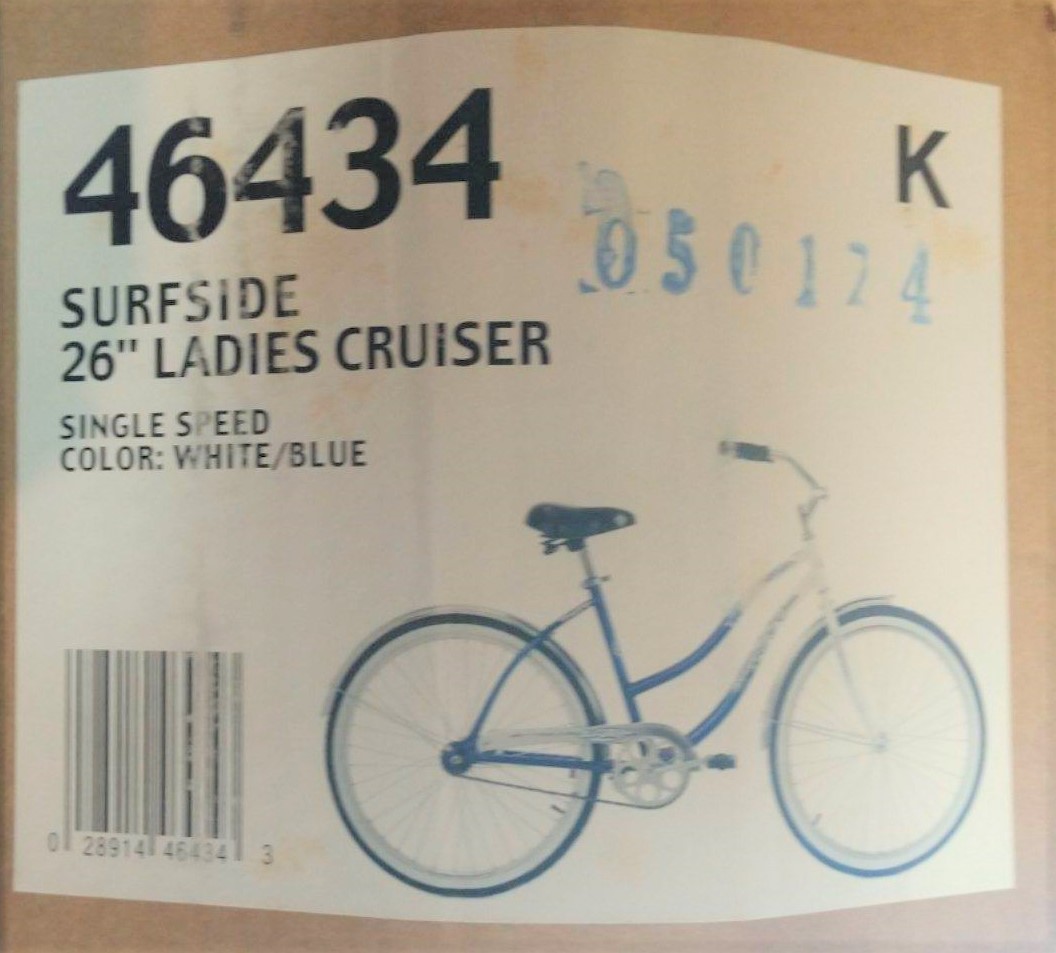 46434
K
050124
SURFSIDE
26" LADIES CRUISER
SINGLE SPEED
COLOR: WHITE/BLUE
0 28914 46434 3